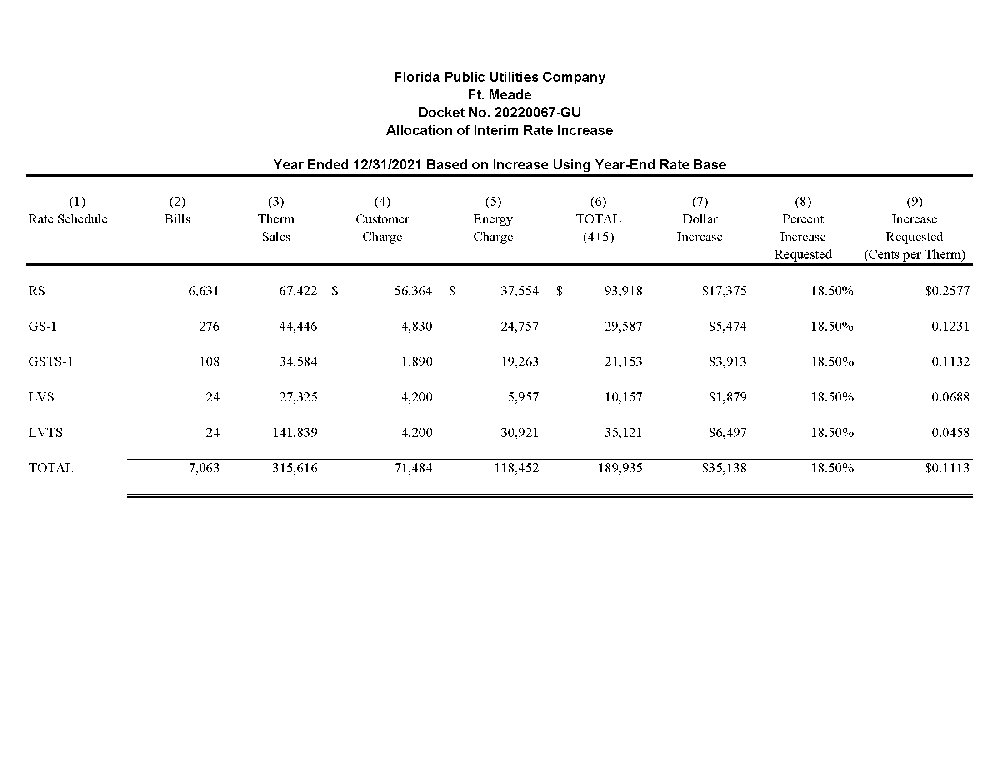 Florida Public Utilities Company
Ft. Meade
Docket No. 20220067-GU
Allocation of Interim Rate Increase
Year Ended 12/31/2021 Based on Increase Using Year-End Rate Base
(1) (2) (3) (4) (5) (6) (7) (8) (9)
Rate Schedule Bills Therm Customer Energy TOTAL Dollar Percent Increase
Sales Charge Charge (4+5) Increase Increase Requested
Requested (Cents per Therm)
RS 6,631 67,422 $ 56,364 $ 37,554 $ 93,918 $17,375 18.50% $0.2577
GS-1 276 44,446 4,830 24,757 29,587 $5,474 18.50% 0.1231
GSTS-1 108 34,584 1,890 19,263 21,153 $3,913 18.50% 0.1132
LVS 24 27,325 4,200 5,957 10,157 $1,879 18.50% 0.0688
LVTS 24 141,839 4,200 30,921 35,121 $6,497 18.50% 0.0458
TOTAL 7,063 315,616 71,484 118,452 189,935 $35,138 18.50% $0.1113